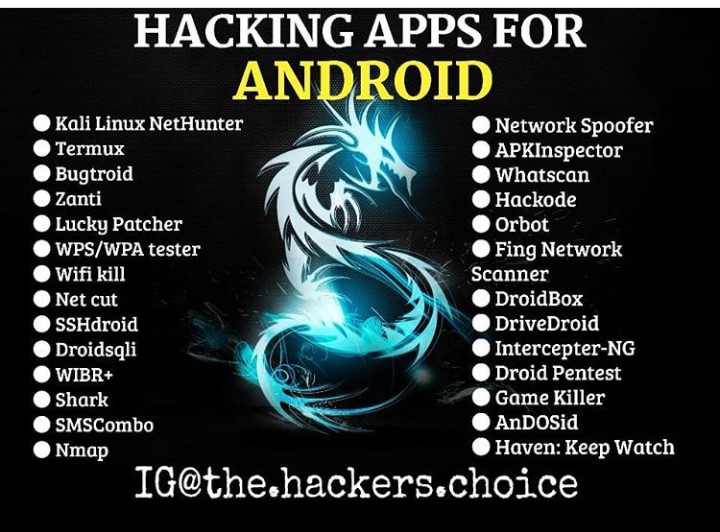 HACKING APPS FOR
ANDROID
Kali Linux NetHunter
Termux
Bugtroid
Zanti
Lucky Patcher
WPS/WPA tester
Wifi kill
Net cut
SSHdroid
Droidsqli
WIBR+
Shark
SMSCombo
Nmap
Network Spoofer
APKInspector
Whatscan
Hackode
Orbot
Fing Network
Scanner
DroidBox
DriveDroid
Intercepter-NG
Droid Pentest
Game Killer
AnDOSid
Haven: Keep Watch
IG@the.hackers.choice